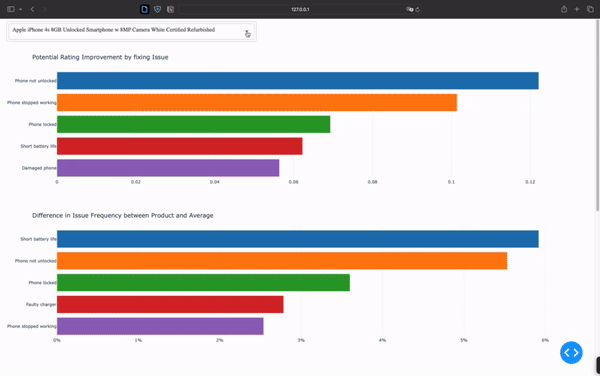 127.0.0.1
Apple iPhone 4s 8GB Unlocked Smartphone w 8MP Camera White Certified Refurbished
Potential Rating Improvement by fixing Issue
Phone not unlocked
Phone stopped working
Phone locked
Short battery life
Damaged phone
0 0.02 0.04 0.06 0.08 0.1 0.12
Difference in Issue Frequency between Product and Average
Short battery life
Phone not unlocked
Phone locked
Faulty charger
Phone stopped working
0% 1% 2% 3% 4% 5% 6%